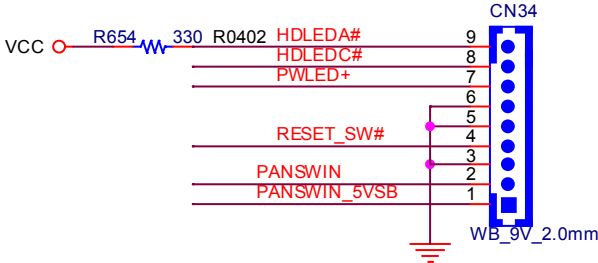 CN34
VCC R654 330 R0402 HDLEDA# 9
HDLEDC# 8
PWLED+ 7
6
5
RESET_SW# 4
3
PANSWIN 2
PANSWIN_5VSB 1
WB_9V_2.0mm